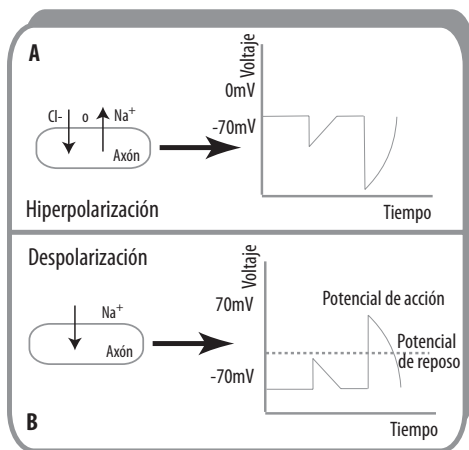 A
Voltaje
0mV
-70mV
Cl- o Na+
Axón
Hiperpolarización
Tiempo
Despolarización
Voltaje
70mV
Potencial de acción
Na+
Axón
Potencial
de reposo
-70mV
B
Tiempo